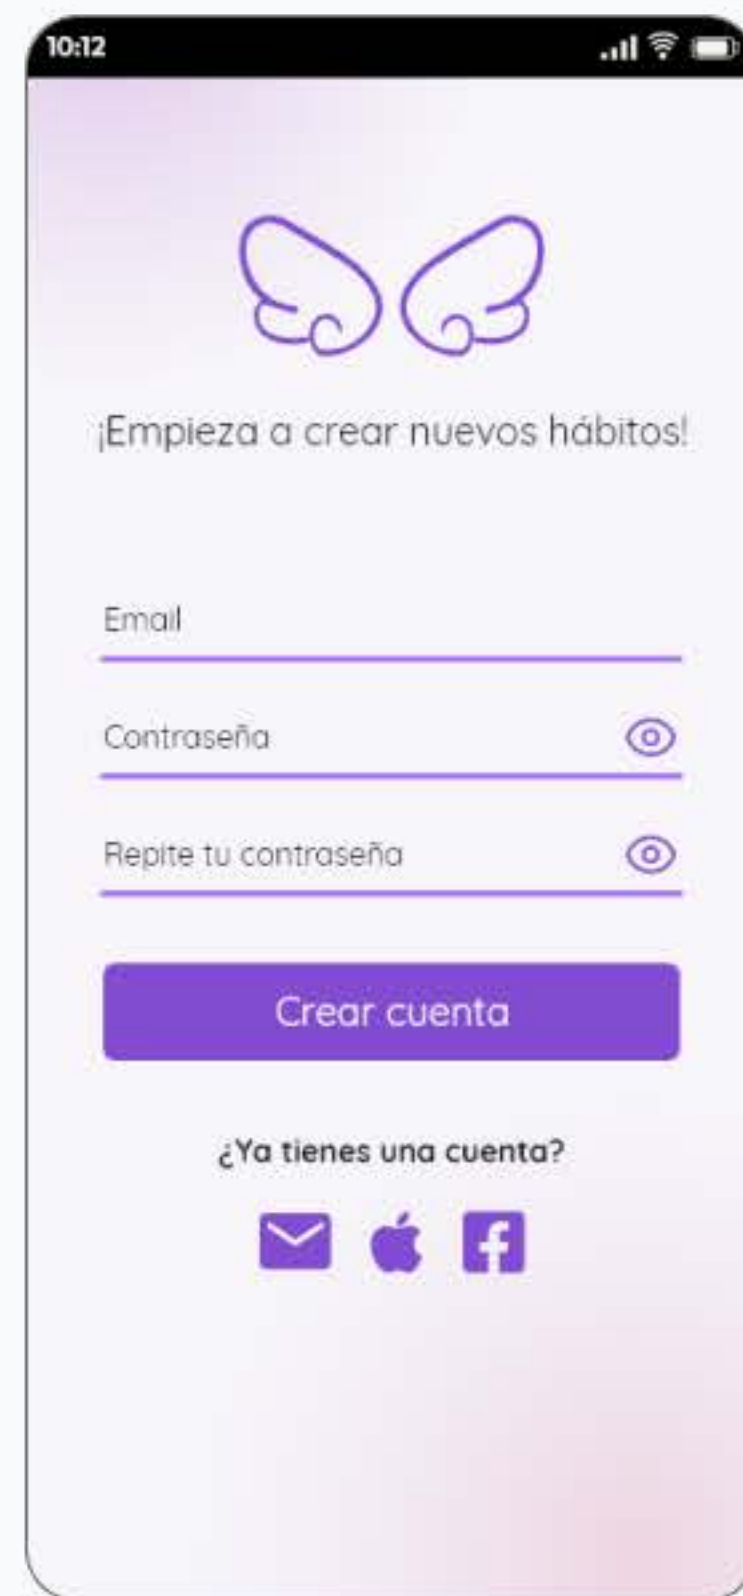 10:12
¡Empieza a crear nuevos hábitos!
Email
Contraseña
Repite tu contraseña
Crear cuenta
¿Ya tienes una cuenta?